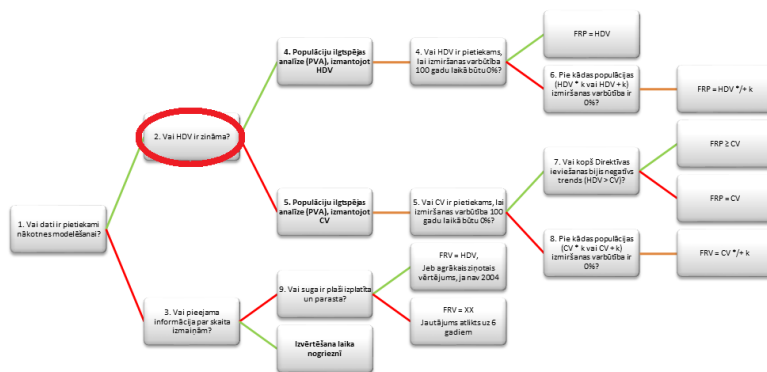 1. Vai dati ir pietiekami
nākotnes modelēšanai?
2. Vai HDV ir zināma?
3. Vai pieejama
informācija par skaita
izmaiņām?
4. Populāciju ilgtspējas
analīze (PVA), izmantojot
HDV
4. Vai HDV ir pietiekams,
lai izmiršanas varbūtība
100 gadu laikā būtu 0%?
FRP = HDV
6. Pie kādas populācijas
(HDV * k vai HDV + k)
izmiršanas varbūtība ir
0%?
FRP = HDV */+ k
5. Populāciju ilgtspējas
analīze (PVA), izmantojot
CV
5. Vai CV ir pietiekams, lai
izmiršanas varbūtība 100
gadu laikā būtu 0%?
7. Vai kopš Direktīvas
ieviešanas bijis negatīvs
trends (HDV > CV)?
FRP ≥ CV
FRP = CV
8. Pie kādas populācijas
(CV * k vai CV + k)
izmiršanas varbūtība ir
0%?
FRV = CV */+ k
9. Vai suga ir plaši izplatīta
un parasta?
FRV = HDV,
Jeb agrākais ziņotais
vērtējums, ja nav 2004
FRV = XX
Jautājums atlikts uz 6
gadiem
Izvērtēšana laika
nogrieznī